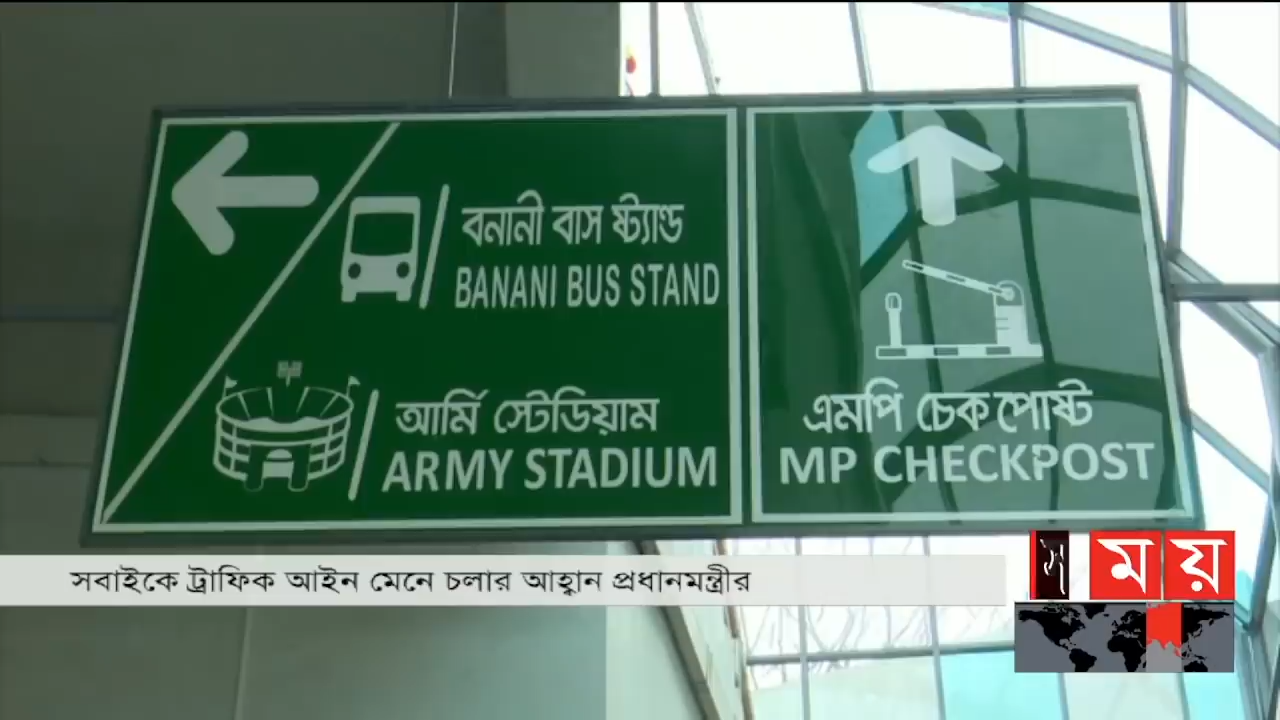 বনানী বাস ষ্ট্যান্ড
BANANI BUS STAND
আর্মি স্টেডিয়াম
ARMY STADIUM
এমপি চেক পোষ্ট
MP CHECKPOST
সবাইকে ট্রাফিক আইন মেনে চলার আহ্বান প্রধানমন্ত্রীর
সময়